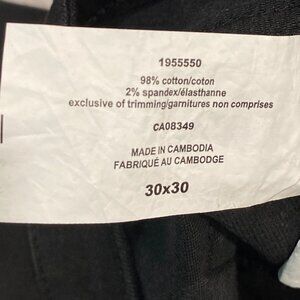 1955550
98% cotton/coton
2% spandex/élasthanne
exclusive of trimming/garnitures non comprises
CA08349
MADE IN CAMBODIA
FABRIQUÉ AU CAMBODGE
30x30